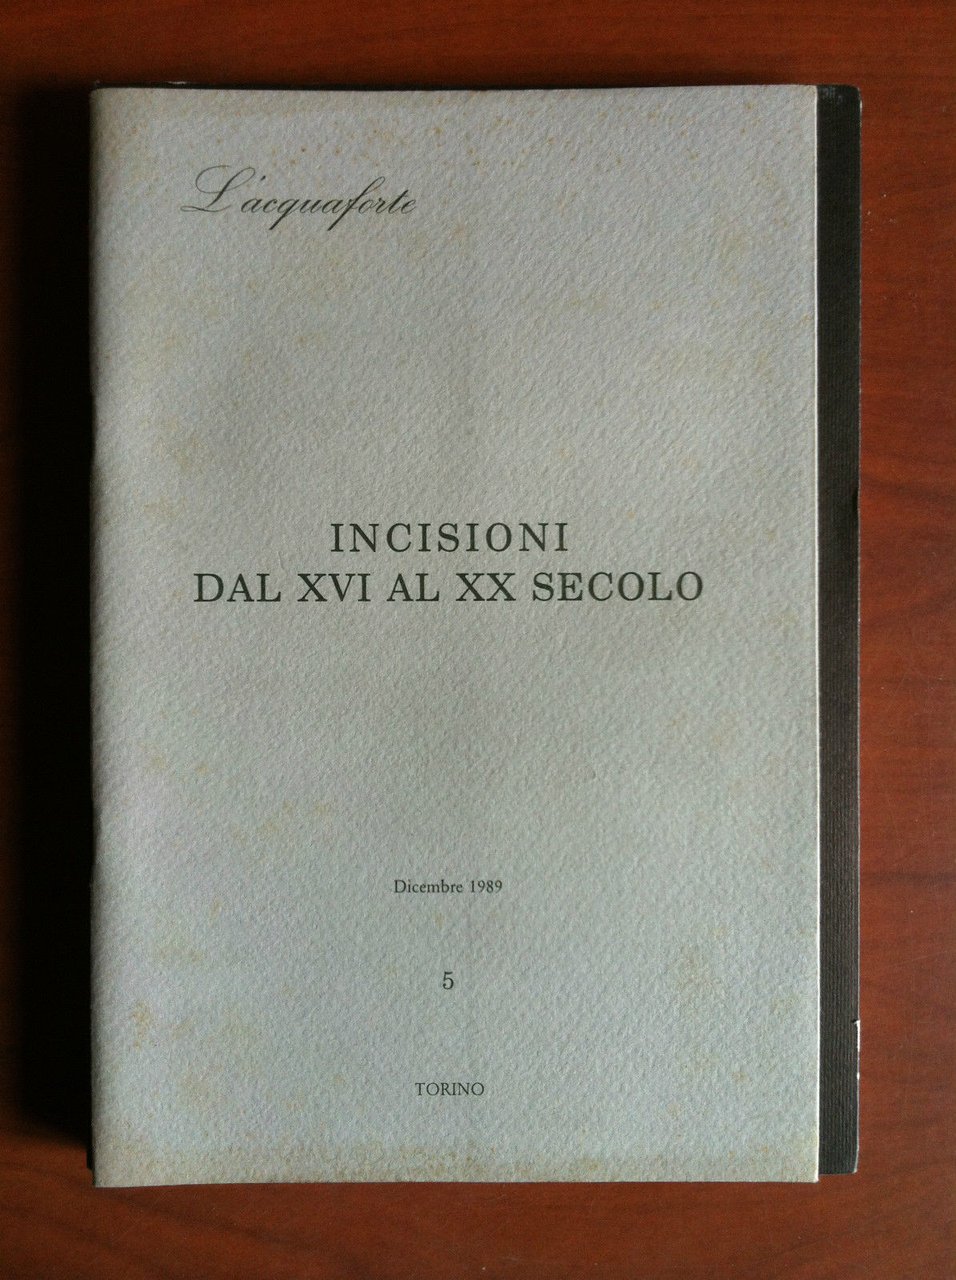 L'acquaforte
INCISIONI
DAL XVI AL XX SECOLO
Dicembre 1989
5
TORINO